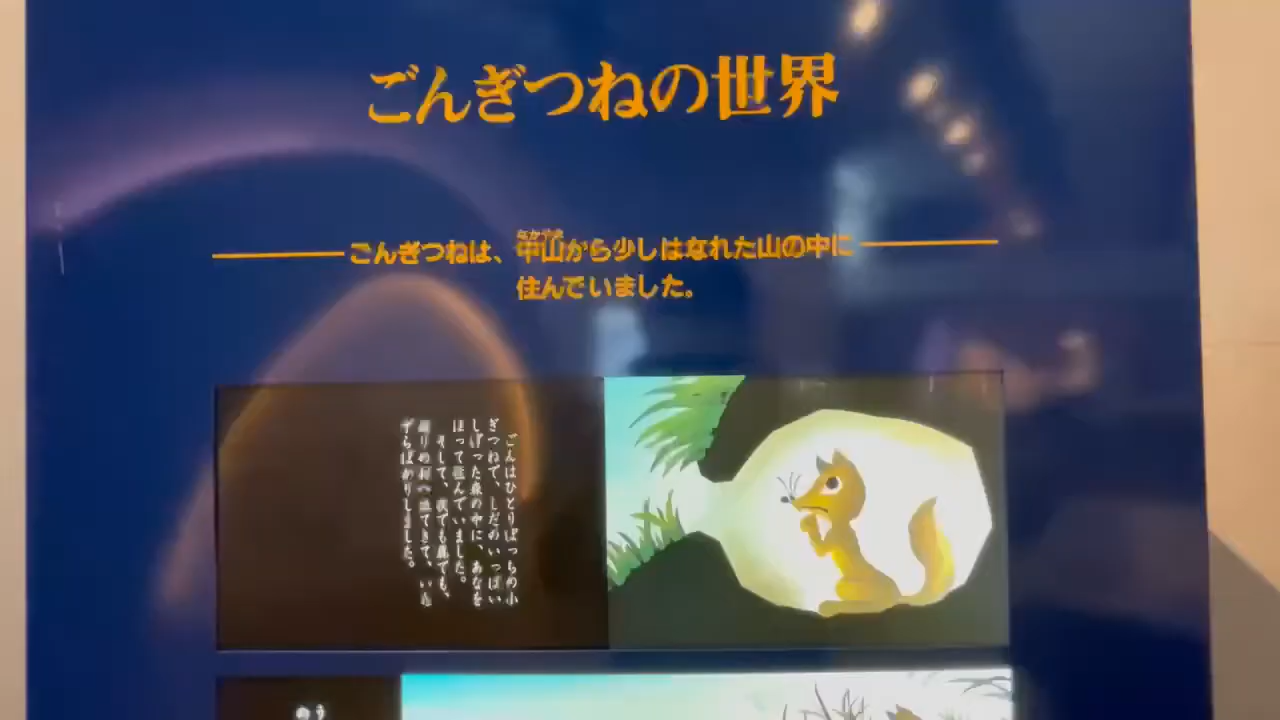 ごんぎつねの世界
ごんぎつねは、中山から少しはなれた山の中に
なかやま
住んでいました。
ごんはひとりぼっちの小
ぎつねで、しだのいっぱい
しげった森の中に、あなを
ほって住んでいました。
そして、夜でも昼でも、
辺りの村へ出てきて、いた
ずらばかりしました。
う
の